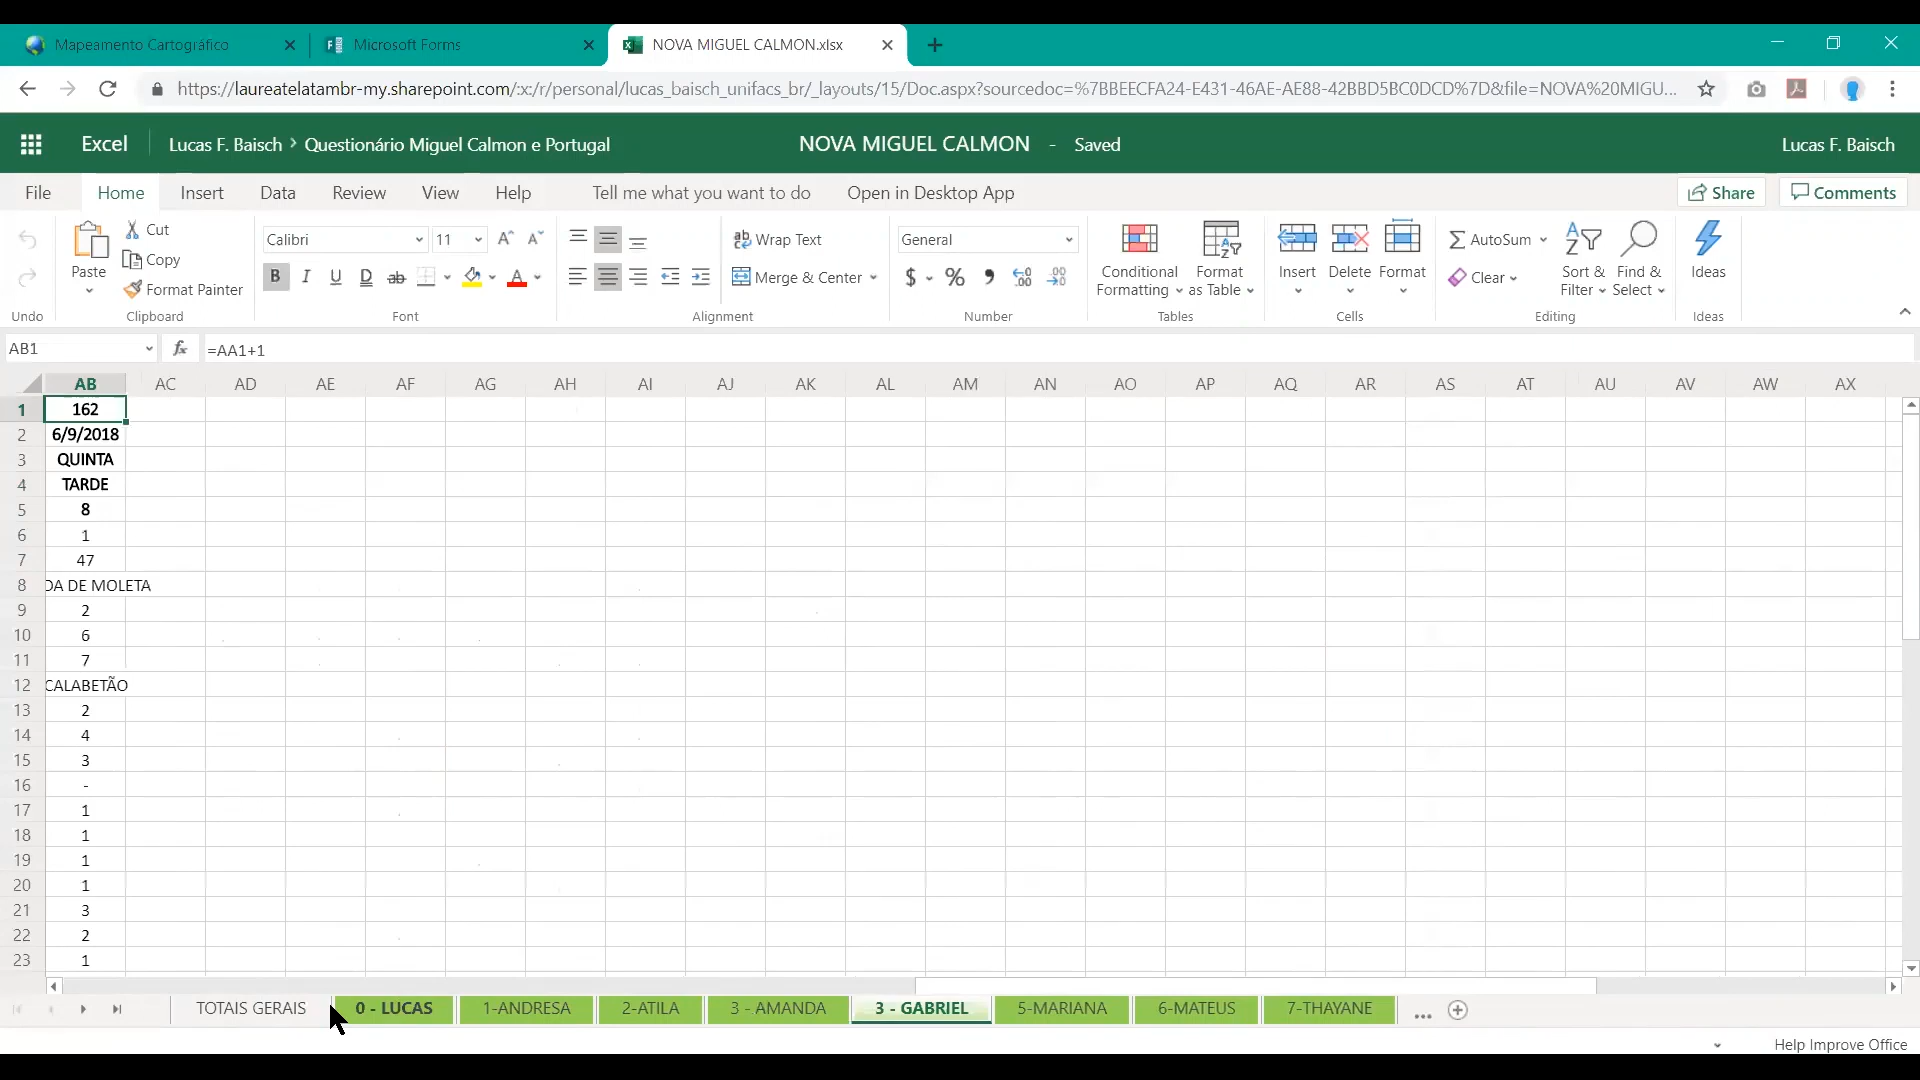 Mapeamento Cartográfico
Microsoft Forms
NOVA MIGUEL CALMON.xlsx
https://laureatelatambr-my.sharepoint.com/:x:/r/personal/lucas_baisch_unifacs_br/_layouts/15/Doc.aspx?sourcedoc=%7BBEECFA24-E431-46AE-AE88-42BBD5BC0DCD%7D&file=NOVA%20MIGU...
Excel Lucas F. Baisch > Questionário Miguel Calmon e Portugal NOVA MIGUEL CALMON - Saved Lucas F. Baisch
File Home Insert Data Review View Help Tell me what you want to do Open in Desktop App Share Comments
Paste
Cut
Copy
Format Painter
Calibri 11
B I U D ab
Wrap Text
Merge & Center
General
$ % 9 .00
Conditional Formatting
Format as Table
Insert Delete Format
AutoSum
Clear
Sort & Filter
Find & Select
Ideas
Undo Clipboard Font Alignment Number Tables Cells Editing Ideas
AB1 fx =AA1+1
AB AC AD AE AF AG AH AI AJ AK AL AM AN AO AP AQ AR AS AT AU AV AW AX
1 162
2 6/9/2018
3 QUINTA
4 TARDE
5 8
6 1
7 47
8 DA DE MOLETA
9 2
10 6
11 7
12 CALABETÃO
13 2
14 4
15 3
16 -
17 1
18 1
19 1
20 1
21 3
22 2
23 1
TOTAIS GERAIS 0 - LUCAS 1-ANDRESA 2-ATILA 3 - AMANDA 3 - GABRIEL 5-MARIANA 6-MATEUS 7-THAYANE ...
Help Improve Office